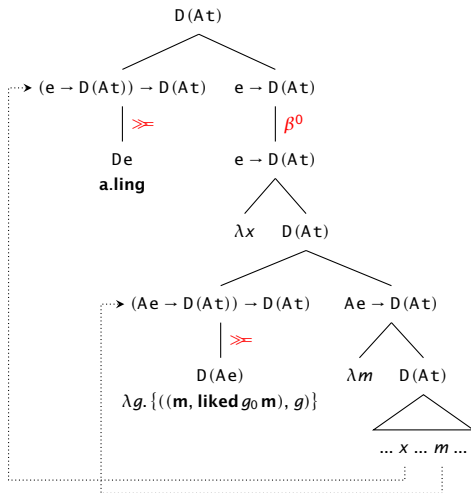 D(At)
(e → D(At)) → D(At) e → D(At)
≫= β⁰
De e → D(At)
a.ling
λx D(At)
(Ae → D(At)) → D(At) Ae → D(At)
≫=
D(Ae) λm D(At)
λg. {((m, liked g₀ m), g)}
... x ... m ...